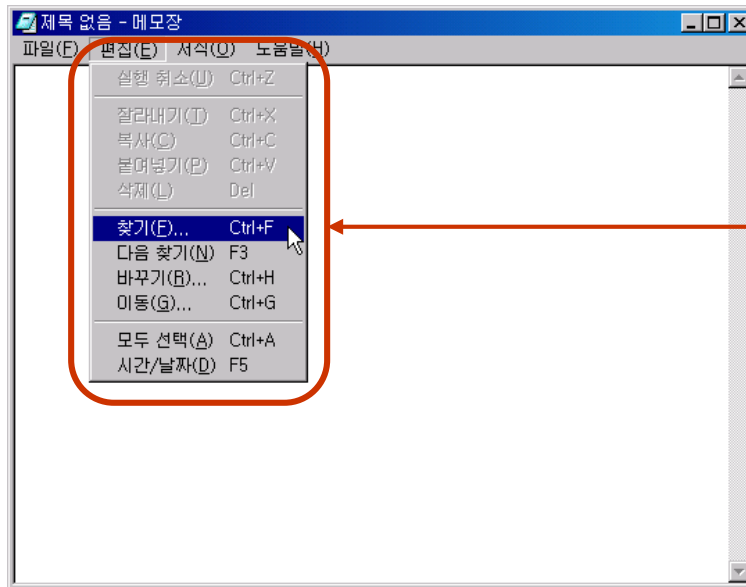 제목 없음 - 메모장
파일(F) 편집(E) 서식(O) 도움말(H)
실행 취소(U) Ctrl+Z
잘라내기(T) Ctrl+X
복사(C) Ctrl+C
붙여넣기(P) Ctrl+V
삭제(L) Del
찾기(F)... Ctrl+F
다음 찾기(N) F3
바꾸기(R)... Ctrl+H
이동(G)... Ctrl+G
모두 선택(A) Ctrl+A
시간/날짜(D) F5